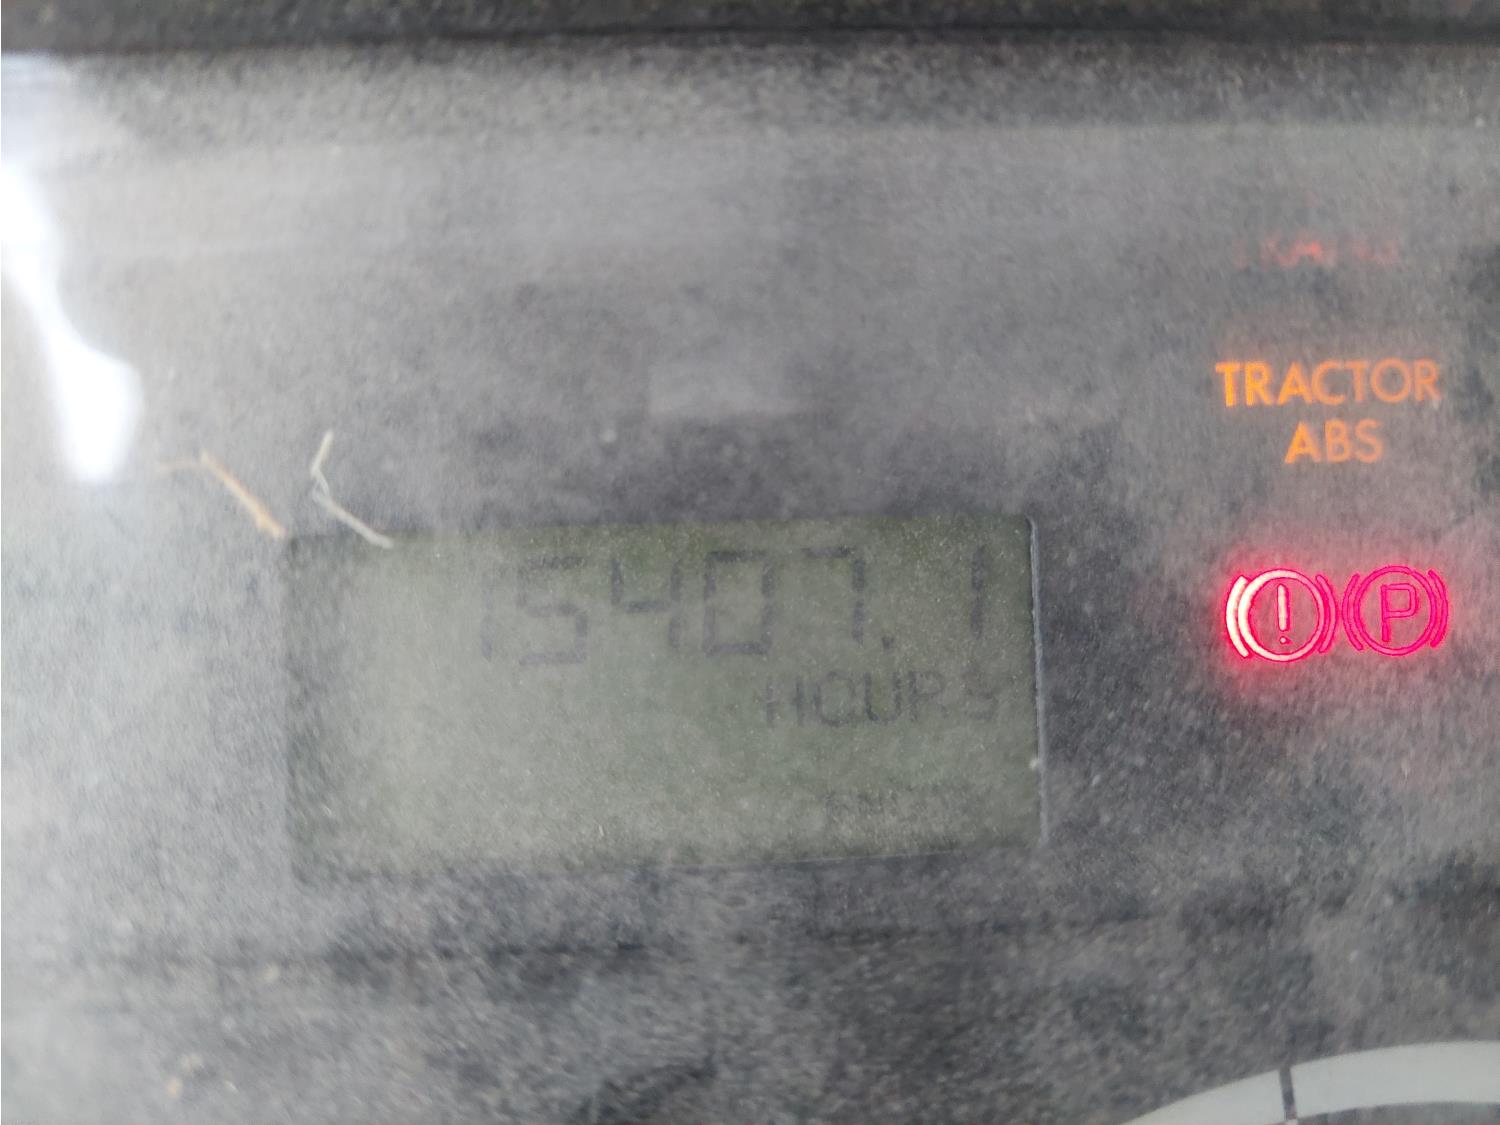 TRACTOR
ABS
15407.1
P
HOURS